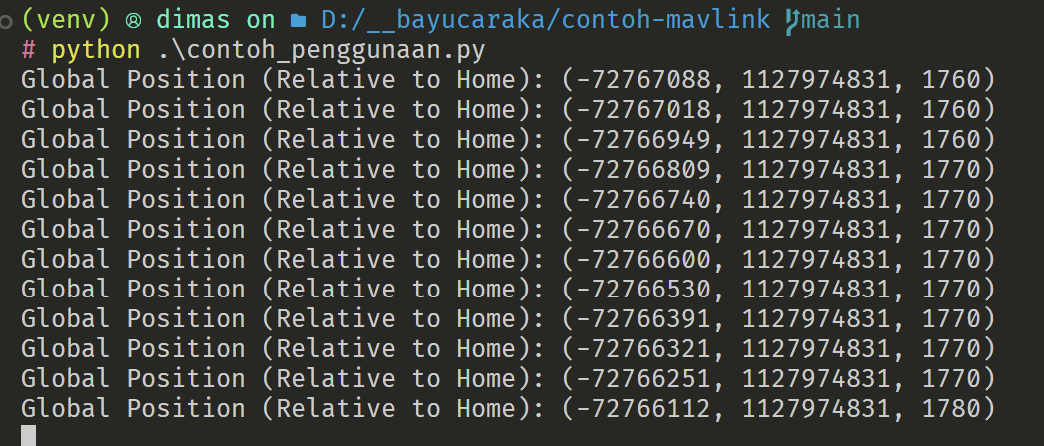 (venv) ® dimas on D:/__bayucaraka/contoh-mavlink main
# python .\contoh_penggunaan.py
Global Position (Relative to Home): (-72767088, 1127974831, 1760)
Global Position (Relative to Home): (-72767018, 1127974831, 1760)
Global Position (Relative to Home): (-72766949, 1127974831, 1760)
Global Position (Relative to Home): (-72766809, 1127974831, 1770)
Global Position (Relative to Home): (-72766740, 1127974831, 1770)
Global Position (Relative to Home): (-72766670, 1127974831, 1770)
Global Position (Relative to Home): (-72766600, 1127974831, 1770)
Global Position (Relative to Home): (-72766530, 1127974831, 1770)
Global Position (Relative to Home): (-72766391, 1127974831, 1770)
Global Position (Relative to Home): (-72766321, 1127974831, 1770)
Global Position (Relative to Home): (-72766251, 1127974831, 1770)
Global Position (Relative to Home): (-72766112, 1127974831, 1780)